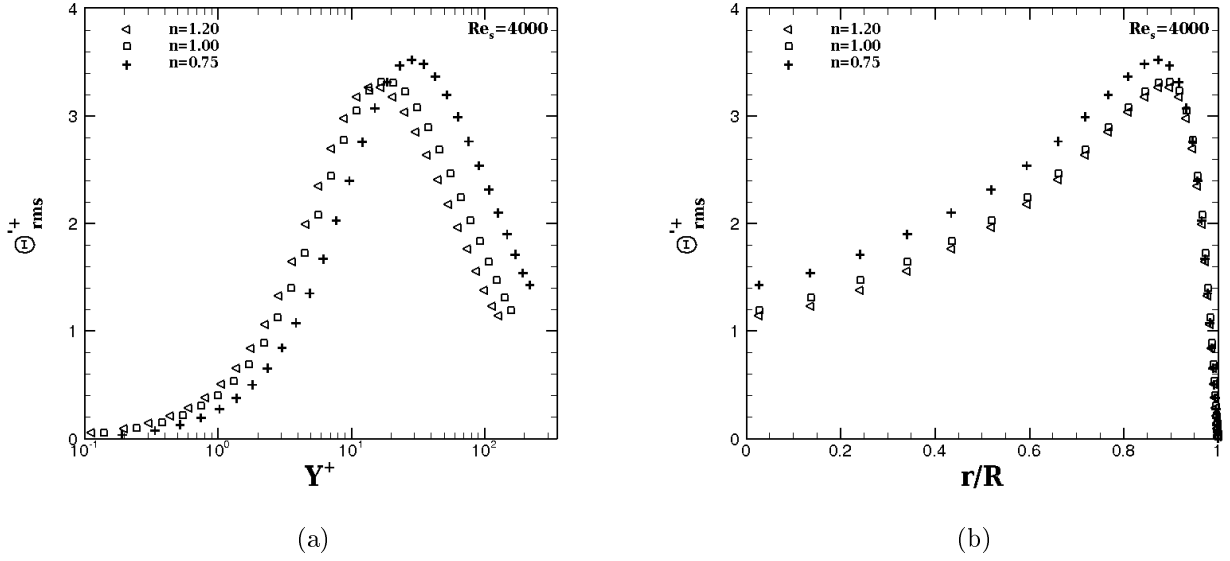 4
3
2
1
0
n=1.20
n=1.00
n=0.75
Re_s=4000
Θ'^+_rms
10^-1
10^0
10^1
10^2
Y^+
(a)
4
3
2
1
0
n=1.20
n=1.00
n=0.75
Re_s=4000
Θ'^+_rms
0
0.2
0.4
0.6
0.8
1
r/R
(b)